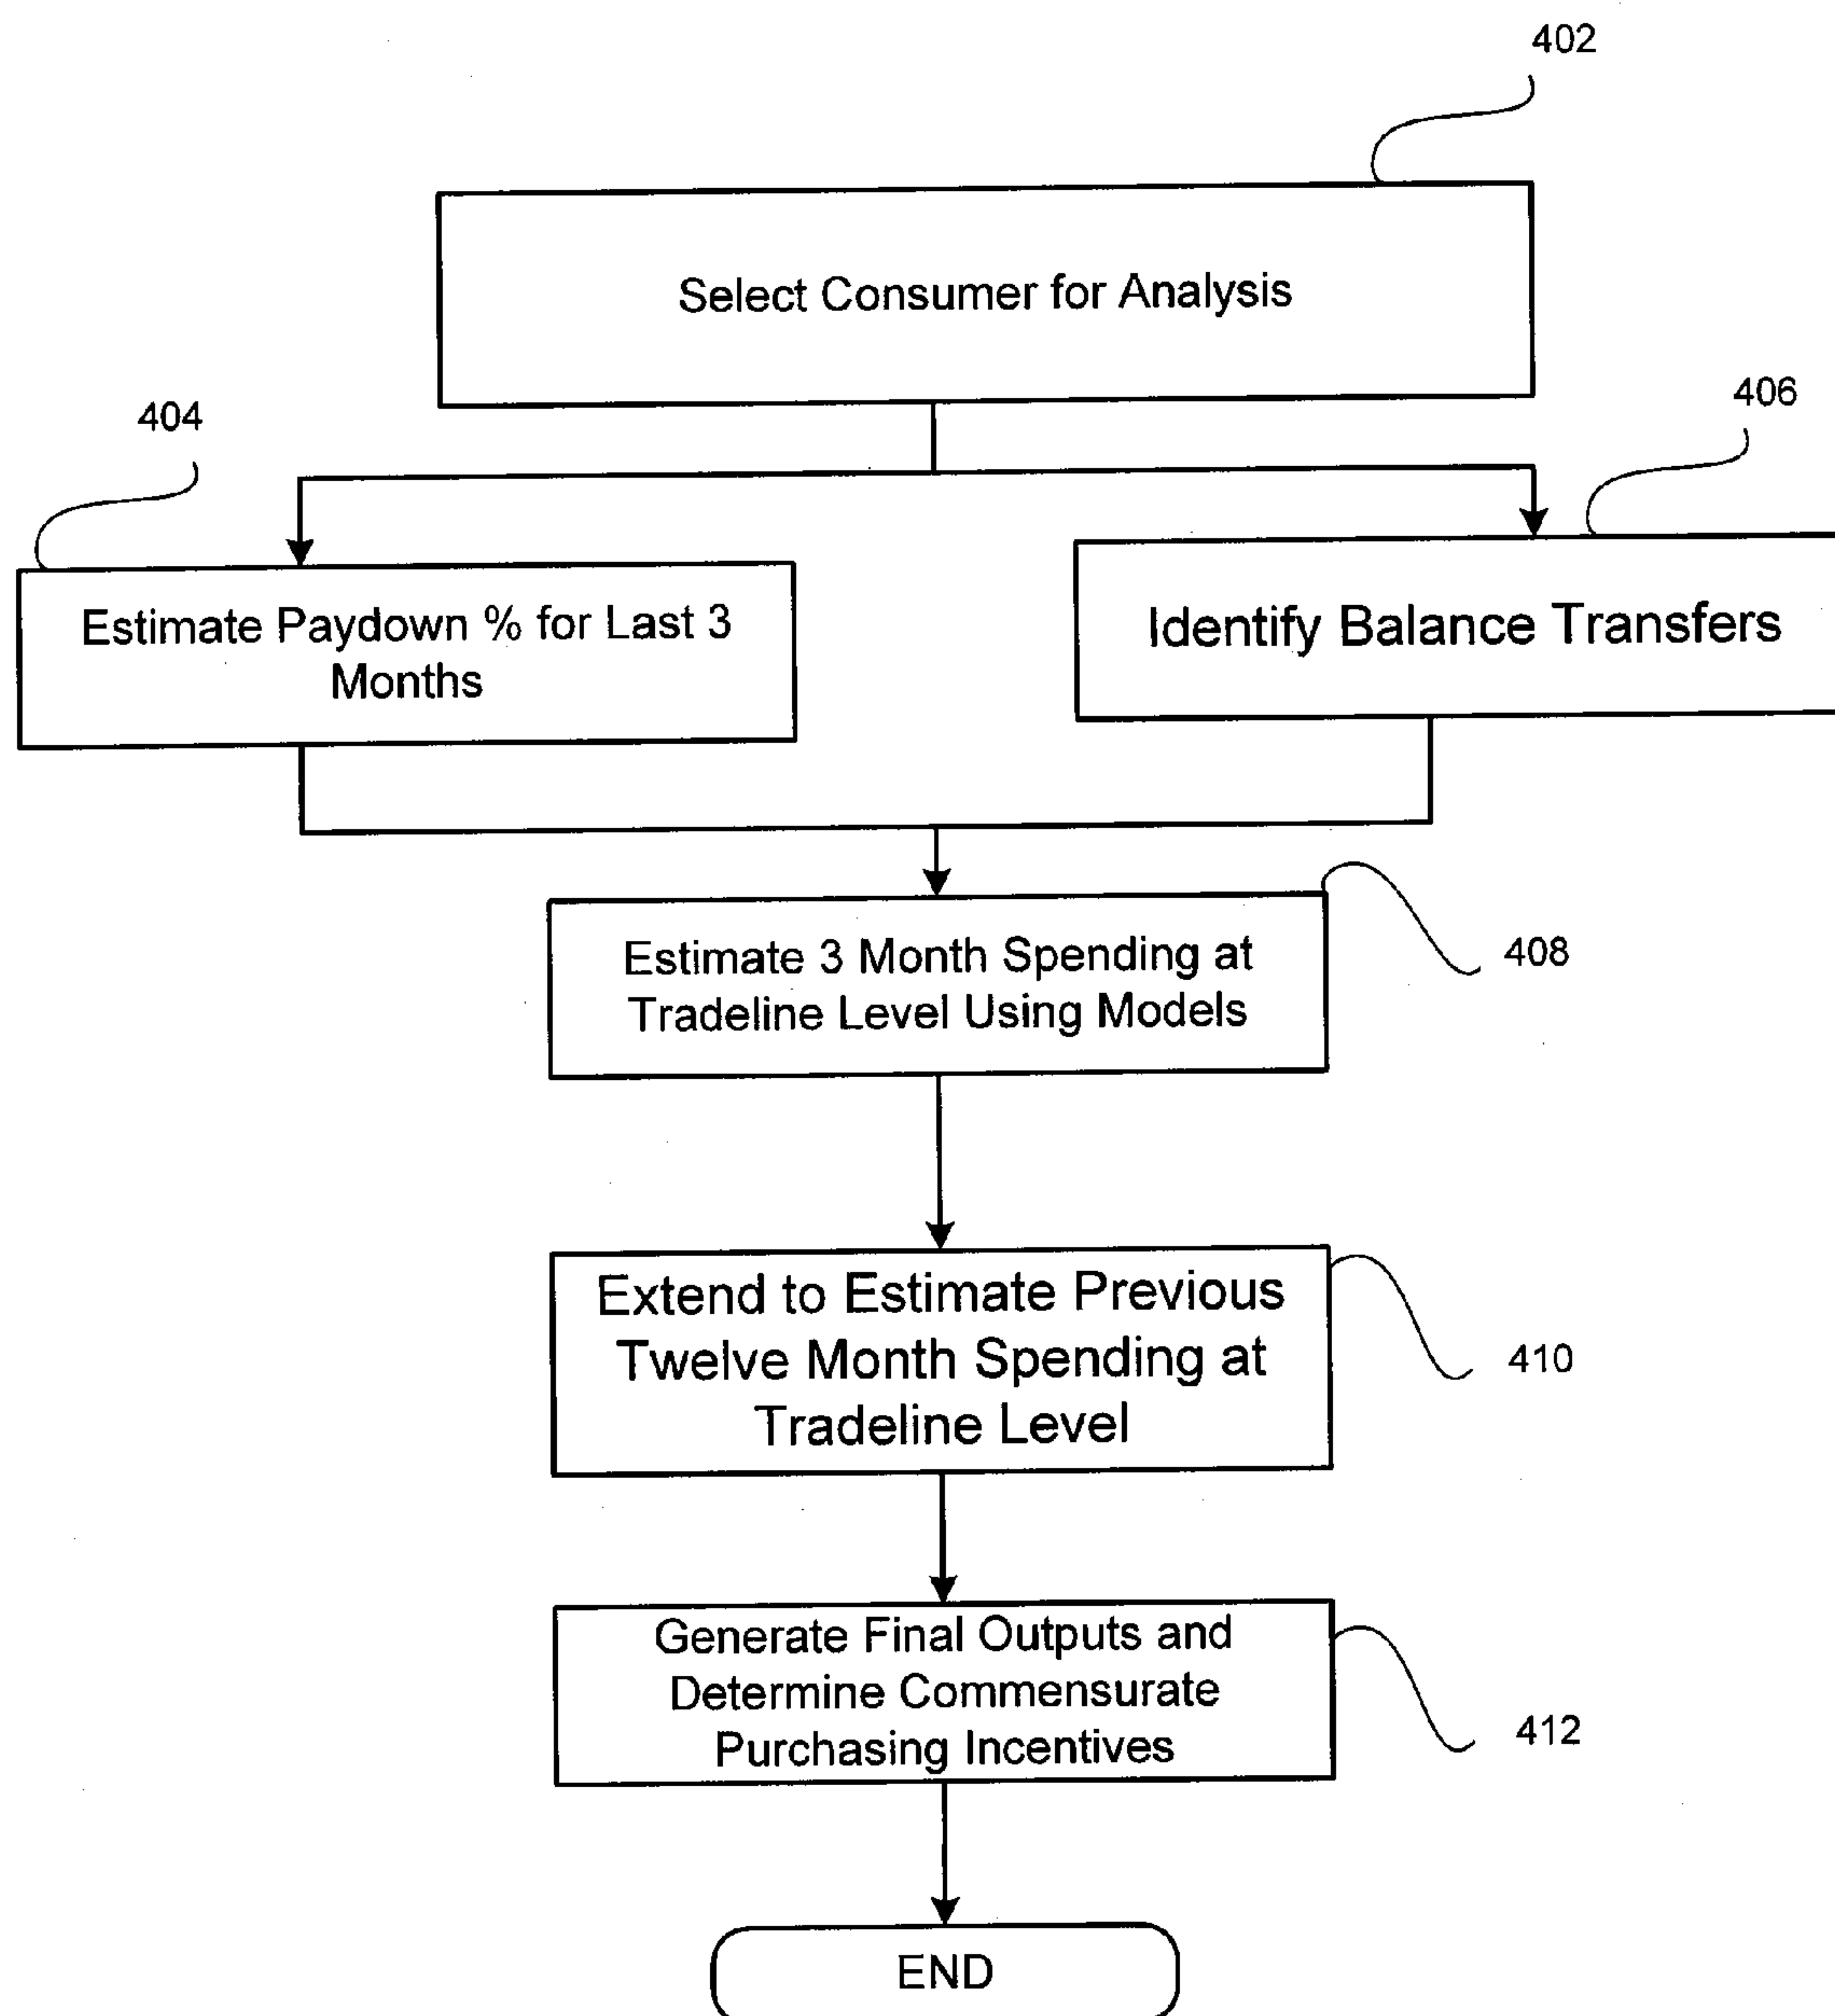 402
Select Consumer for Analysis
404
406
Estimate Paydown % for Last 3
Months
Identify Balance Transfers
Estimate 3 Month Spending at
Tradeline Level Using Models
408
Extend to Estimate Previous
Twelve Month Spending at
Tradeline Level
410
Generate Final Outputs and
Determine Commensurate
Purchasing Incentives
412
END